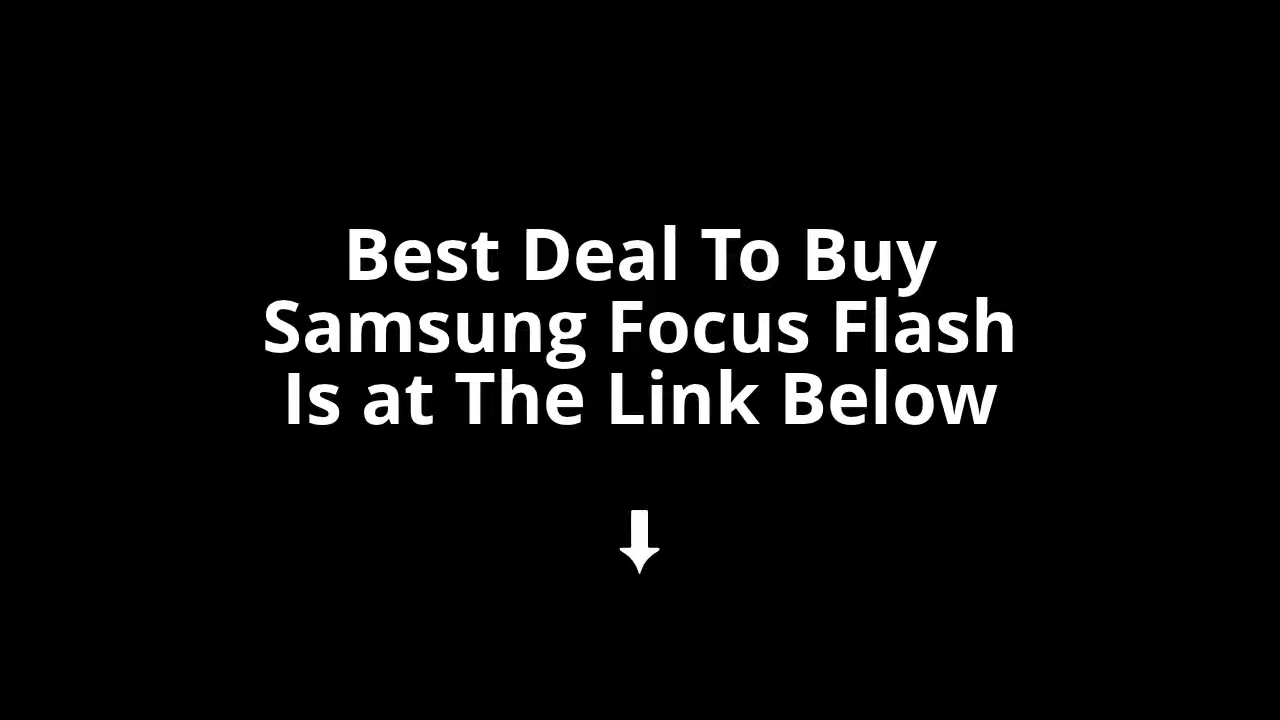 Best Deal To Buy
Samsung Focus Flash
Is at The Link Below